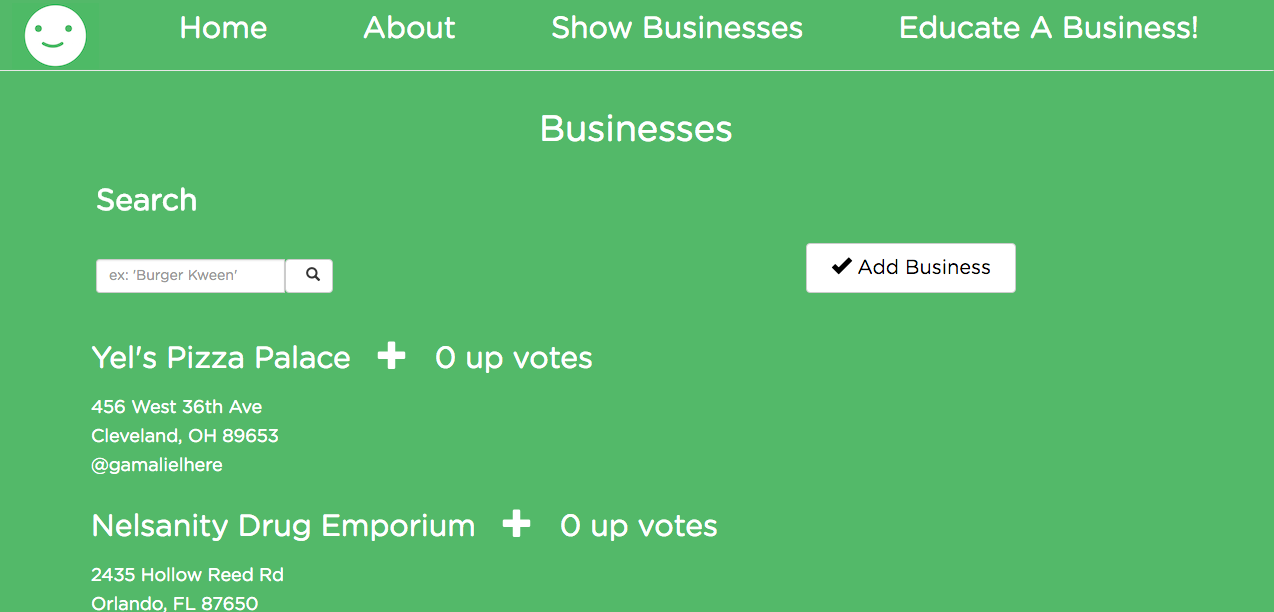 Home About Show Businesses Educate A Business!
Businesses
Search
ex: 'Burger Kween'
Add Business
Yel's Pizza Palace 0 up votes
456 West 36th Ave
Cleveland, OH 89653
@gamalielhere
Nelsanity Drug Emporium 0 up votes
2435 Hollow Reed Rd
Orlando, FL 87650